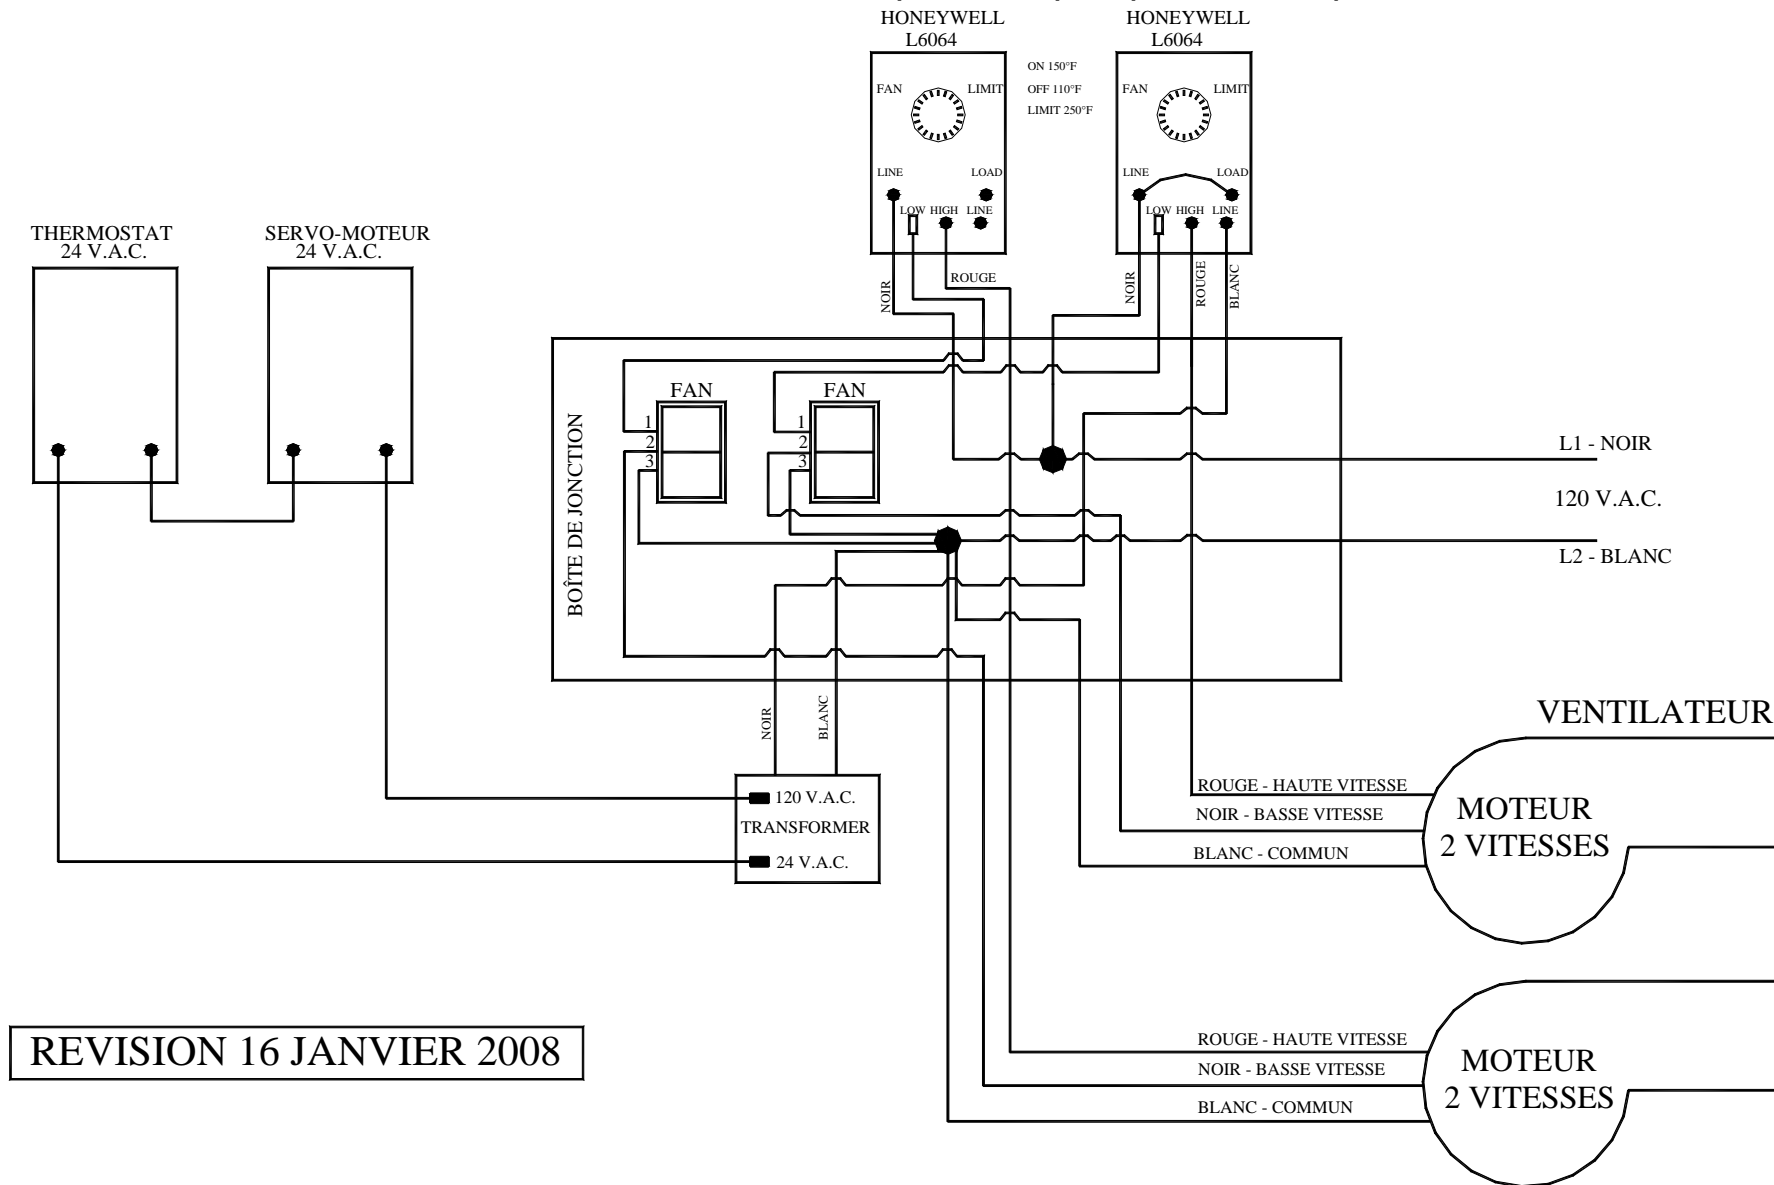 HONEYWELL
L6064
HONEYWELL
L6064
ON 150°F
OFF 110°F
LIMIT 250°F
FAN
LIMIT
LINE
LOAD
LOW
HIGH
LINE
FAN
LIMIT
LINE
LOAD
LOW
HIGH
LINE
NOIR
ROUGE
NOIR
ROUGE
BLANC
THERMOSTAT
24 V.A.C.
SERVO-MOTEUR
24 V.A.C.
BOÎTE DE JONCTION
FAN
1
2
3
FAN
1
2
3
L1 - NOIR
120 V.A.C.
L2 - BLANC
NOIR
BLANC
120 V.A.C.
TRANSFORMER
24 V.A.C.
VENTILATEUR
ROUGE - HAUTE VITESSE
NOIR - BASSE VITESSE
BLANC - COMMUN
MOTEUR
2 VITESSES
ROUGE - HAUTE VITESSE
NOIR - BASSE VITESSE
BLANC - COMMUN
MOTEUR
2 VITESSES
REVISION 16 JANVIER 2008